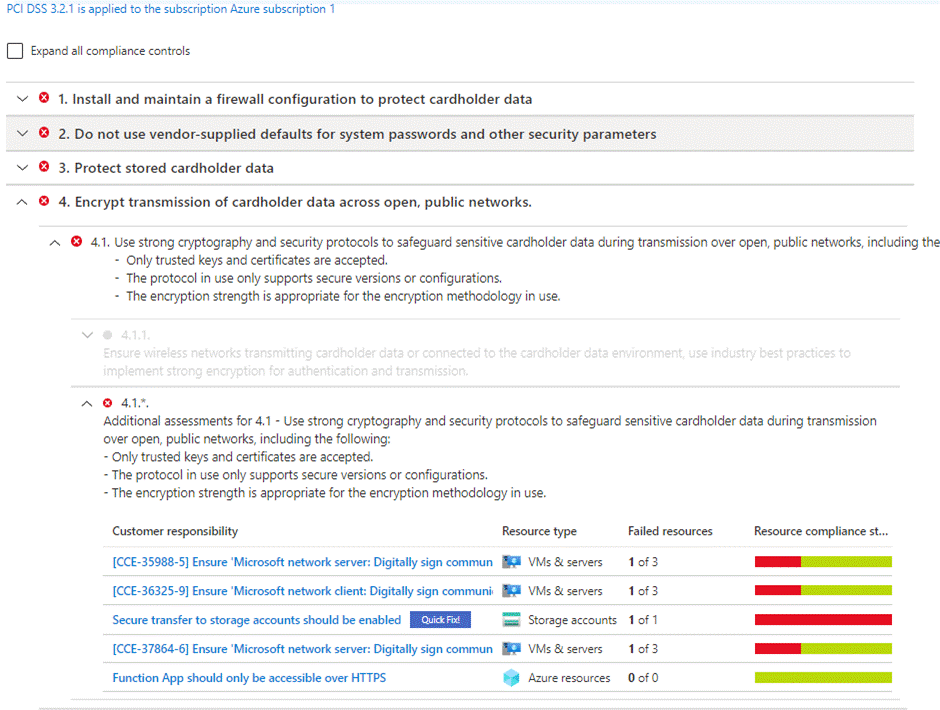 PCI DSS 3.2.1 is applied to the subscription Azure subscription 1
Expand all compliance controls
1. Install and maintain a firewall configuration to protect cardholder data
2. Do not use vendor-supplied defaults for system passwords and other security parameters
3. Protect stored cardholder data
4. Encrypt transmission of cardholder data across open, public networks.
4.1. Use strong cryptography and security protocols to safeguard sensitive cardholder data during transmission over open, public networks, including the
- Only trusted keys and certificates are accepted.
- The protocol in use only supports secure versions or configurations.
- The encryption strength is appropriate for the encryption methodology in use.
4.1.1.
Ensure wireless networks transmitting cardholder data or connected to the cardholder data environment, use industry best practices to
implement strong encryption for authentication and transmission.
4.1.*.
Additional assessments for 4.1 - Use strong cryptography and security protocols to safeguard sensitive cardholder data during transmission
over open, public networks, including the following:
- Only trusted keys and certificates are accepted.
- The protocol in use only supports secure versions or configurations.
- The encryption strength is appropriate for the encryption methodology in use.
Customer responsibility Resource type Failed resources Resource compliance st...
[CCE-35988-5] Ensure 'Microsoft network server: Digitally sign commun VMs & servers 1 of 3
[CCE-36325-9] Ensure 'Microsoft network client: Digitally sign communi VMs & servers 1 of 3
Secure transfer to storage accounts should be enabled Quick Fix! Storage accounts 1 of 1
[CCE-37864-6] Ensure 'Microsoft network server: Digitally sign commun VMs & servers 1 of 3
Function App should only be accessible over HTTPS Azure resources 0 of 0